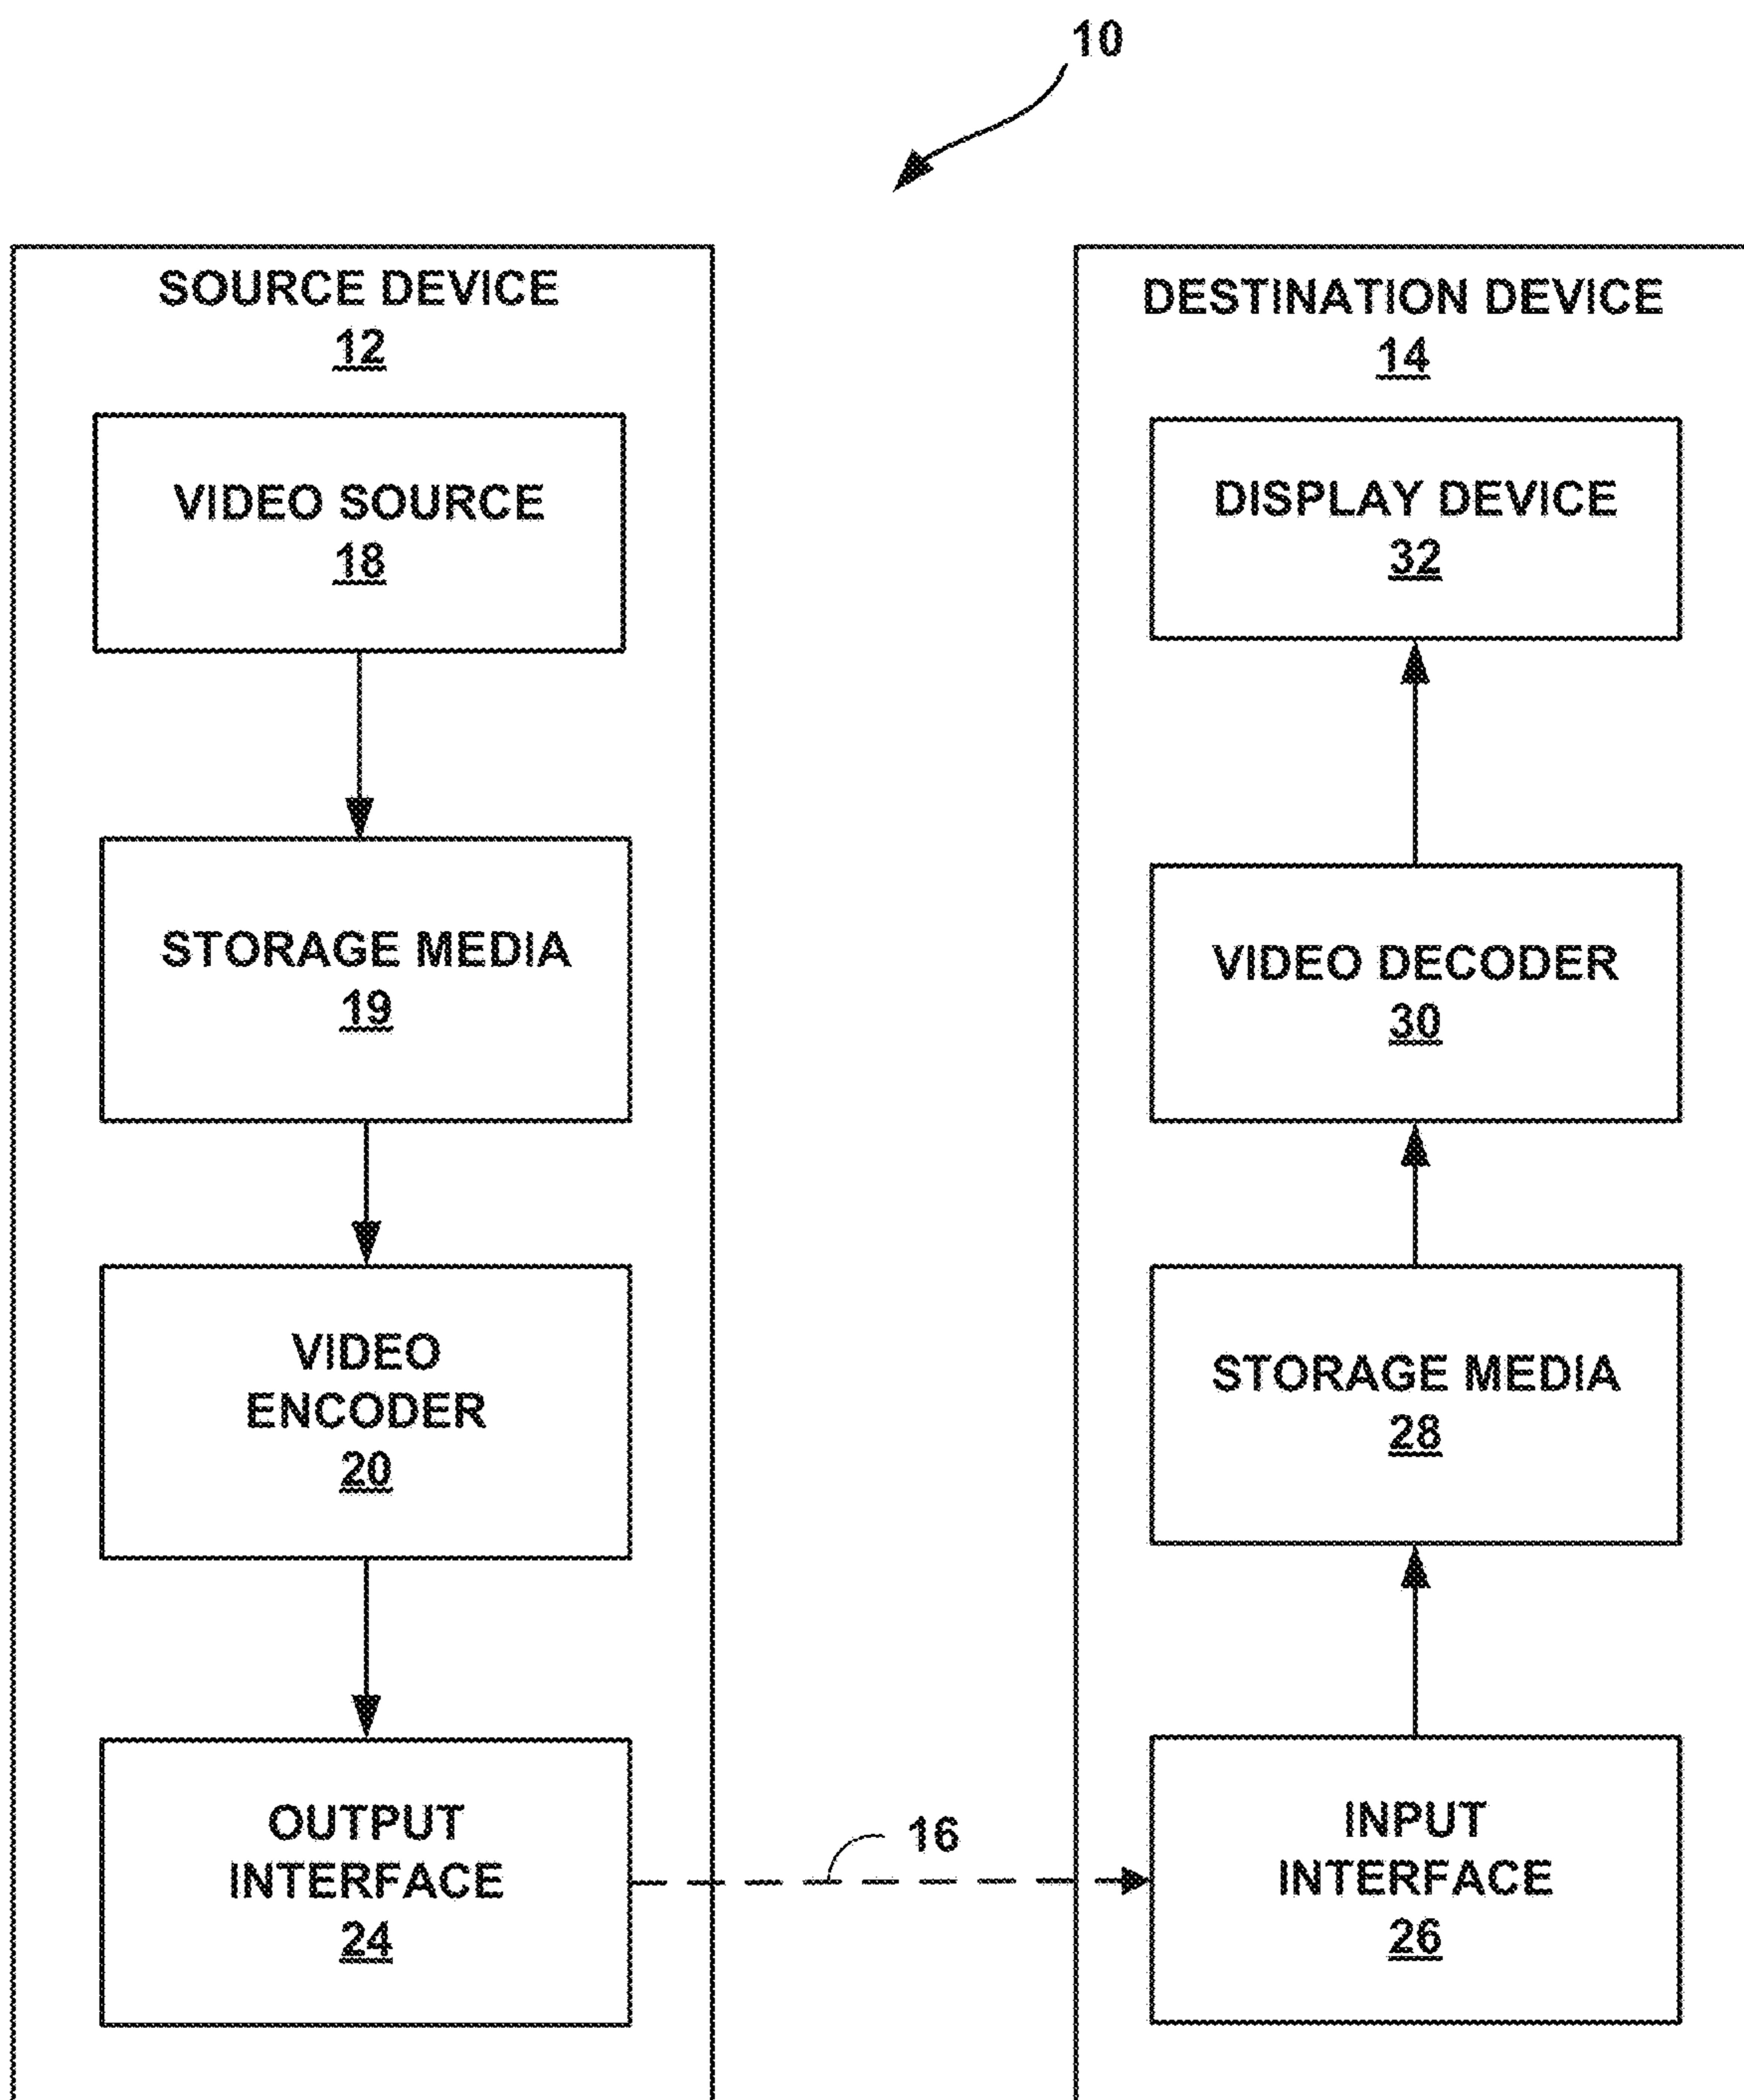 10
SOURCE DEVICE
12
VIDEO SOURCE
18
STORAGE MEDIA
19
VIDEO
ENCODER
20
OUTPUT
INTERFACE
24
16
DESTINATION DEVICE
14
DISPLAY DEVICE
32
VIDEO DECODER
30
STORAGE MEDIA
28
INPUT
INTERFACE
26